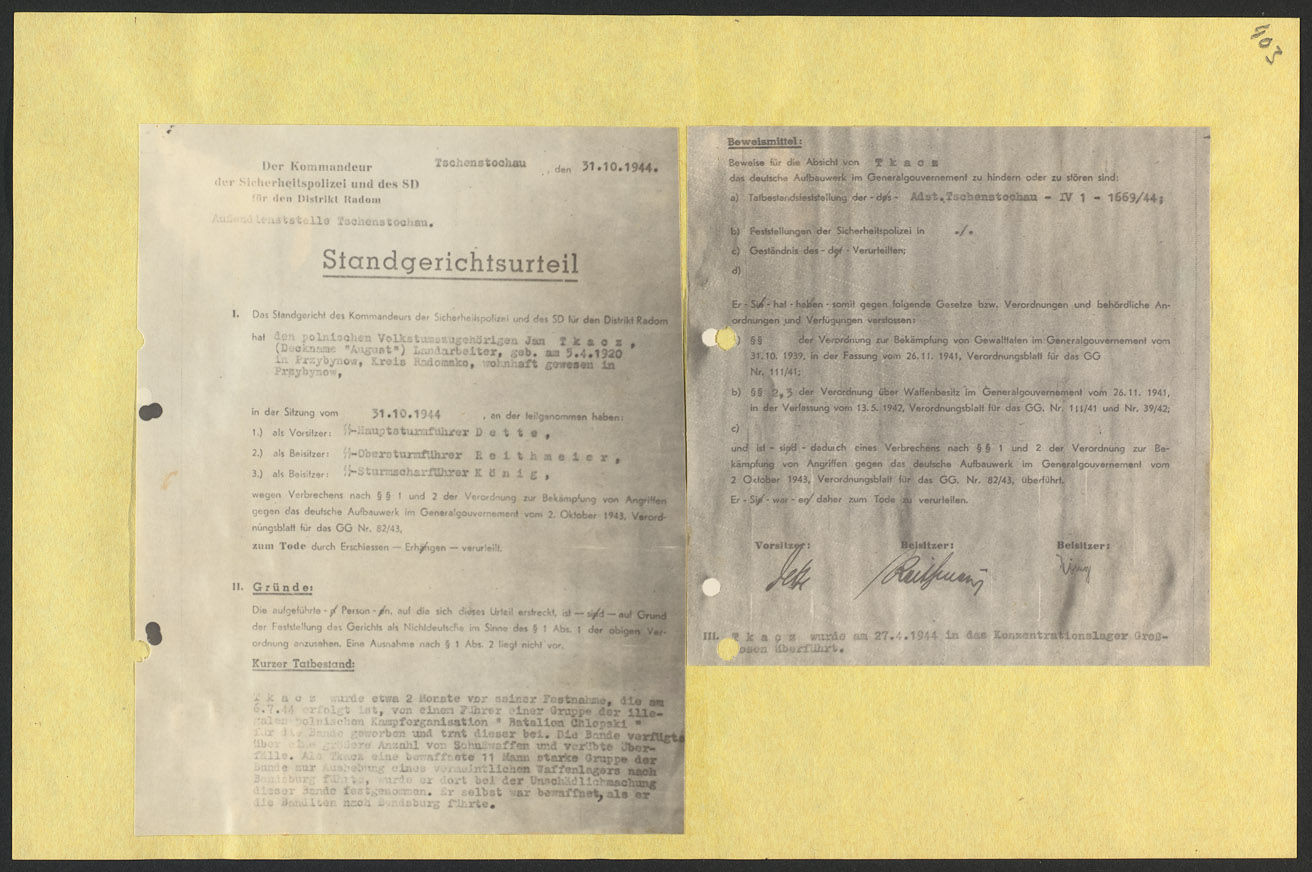 403
Der Kommandeur
der Sicherheitspolizei und des SD
für den Distrikt Radom
Außendienststelle Tschenstochau.
Tschenstochau, den 31.10.1944.
Standgerichtsurteil
I. Das Standgericht des Kommandeurs der Sicherheitspolizei und des SD für den Distrikt Radom
hat den polnischen Volkstumszugehörigen Jan T k a c z ,
(Deckname "August") Landarbeiter, geb. am 5.4.1920
in Przybynow, Kreis Radomsko, wohnhaft gewesen in
Przybynow,
in der Sitzung vom 31.10.1944 , an der teilgenommen haben:
1.) als Vorsitzer: SS-Hauptsturmführer D e t t e ,
2.) als Beisitzer: SS-Obersturmführer R e i t h m e i e r ,
3.) als Beisitzer: SS-Sturmscharführer K ö n i g ,
wegen Verbrechens nach §§ 1 und 2 der Verordnung zur Bekämpfung von Angriffen
gegen das deutsche Aufbauwerk im Generalgouvernement vom 2. Oktober 1943, Verord-
nungsblatt für das GG Nr. 82/43,
zum Tode durch Erschiessen — Erhängen — verurteilt.
II. Gründe:
Die aufgeführte - n Person - en, auf die sich dieses Urteil erstreckt, ist — sind — auf Grund
der Feststellung des Gerichts als Nichtdeutsche im Sinne des § 1 Abs. 1 der obigen Ver-
ordnung anzusehen. Eine Ausnahme nach § 1 Abs. 2 liegt nicht vor.
Kurzer Tatbestand:
T k a c z wurde etwa 2 Monate vor seiner Festnahme, die am
6.7.44 erfolgt ist, von einem Führer einer Gruppe der ille-
galen polnischen Kampforganisation " Batalion Chlopski "
für die Bande geworben und trat dieser bei. Die Bande verfügte
über eine grössere Anzahl von Schußwaffen und verübte Über-
fälle. Als Tkacz eine bewaffnete 11 Mann starke Gruppe der
Bande zur Aushebung eines vermeintlichen Waffenlagers nach
Bendsburg führte, wurde er dort bei der Unschädlichmachung
dieser Bande festgenommen. Er selbst war bewaffnet, als er
die Banditen nach Bendsburg führte.
Beweismittel:
Beweise für die Absicht von T k a c z
das deutsche Aufbauwerk im Generalgouvernement zu hindern oder zu stören sind:
a) Tatbestandsfeststellung der - des - Adst.Tschenstochau - IV 1 - 1669/44;
b) Feststellungen der Sicherheitspolizei in ./.
c) Geständnis des - der - Verurteilten;
d)
Er - Sie - hat - haben - somit gegen folgende Gesetze bzw. Verordnungen und behördliche An-
ordnungen und Verfügungen verstossen:
) §§ der Verordnung zur Bekämpfung von Gewalttaten im Generalgouvernement vom
31. 10. 1939, in der Fassung vom 26. 11. 1941, Verordnungsblatt für das GG
Nr. 111/41;
b) §§ 2,3 der Verordnung über Waffenbesitz im Generalgouvernement vom 26. 11. 1941,
in der Verfassung vom 13. 5. 1942, Verordnungsblatt für das GG. Nr. 111/41 und Nr. 39/42;
c)
und ist - sind - dadurch eines Verbrechens nach §§ 1 und 2 der Verordnung zur Be-
kämpfung von Angriffen gegen das deutsche Aufbauwerk im Generalgouvernement vom
2 Oktober 1943, Verordnungsblatt für das GG. Nr. 82/43, überführt.
Er - Sie - war - en daher zum Tode zu verurteilen.
Vorsitzer: Beisitzer: Beisitzer:
Dette Reithmeier König
III. T k a c z wurde am 27.4.1944 in das Konzentrationslager Groß-
osen überführt.